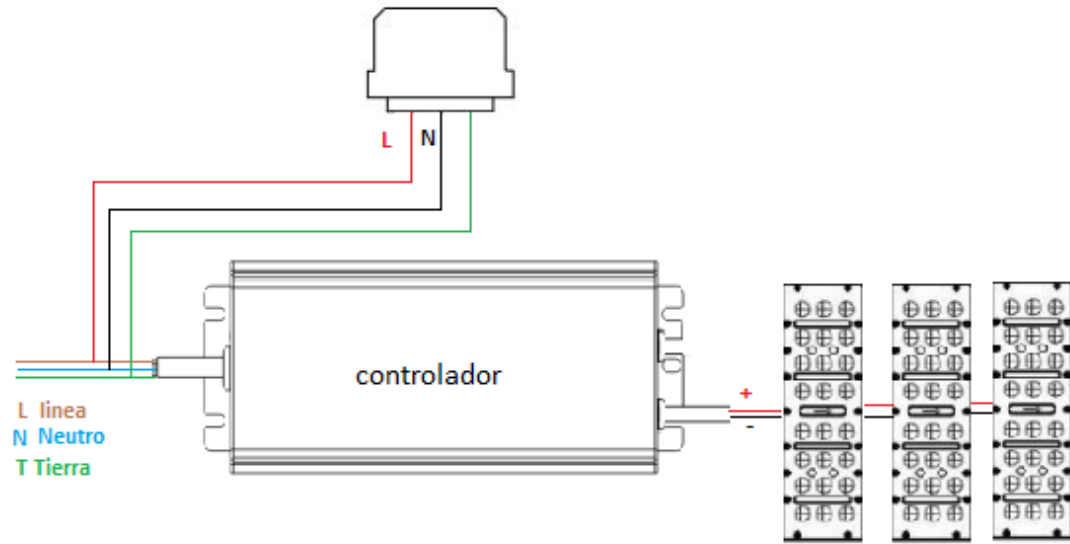 L N
controlador
+
-
L linea
N Neutro
T Tierra